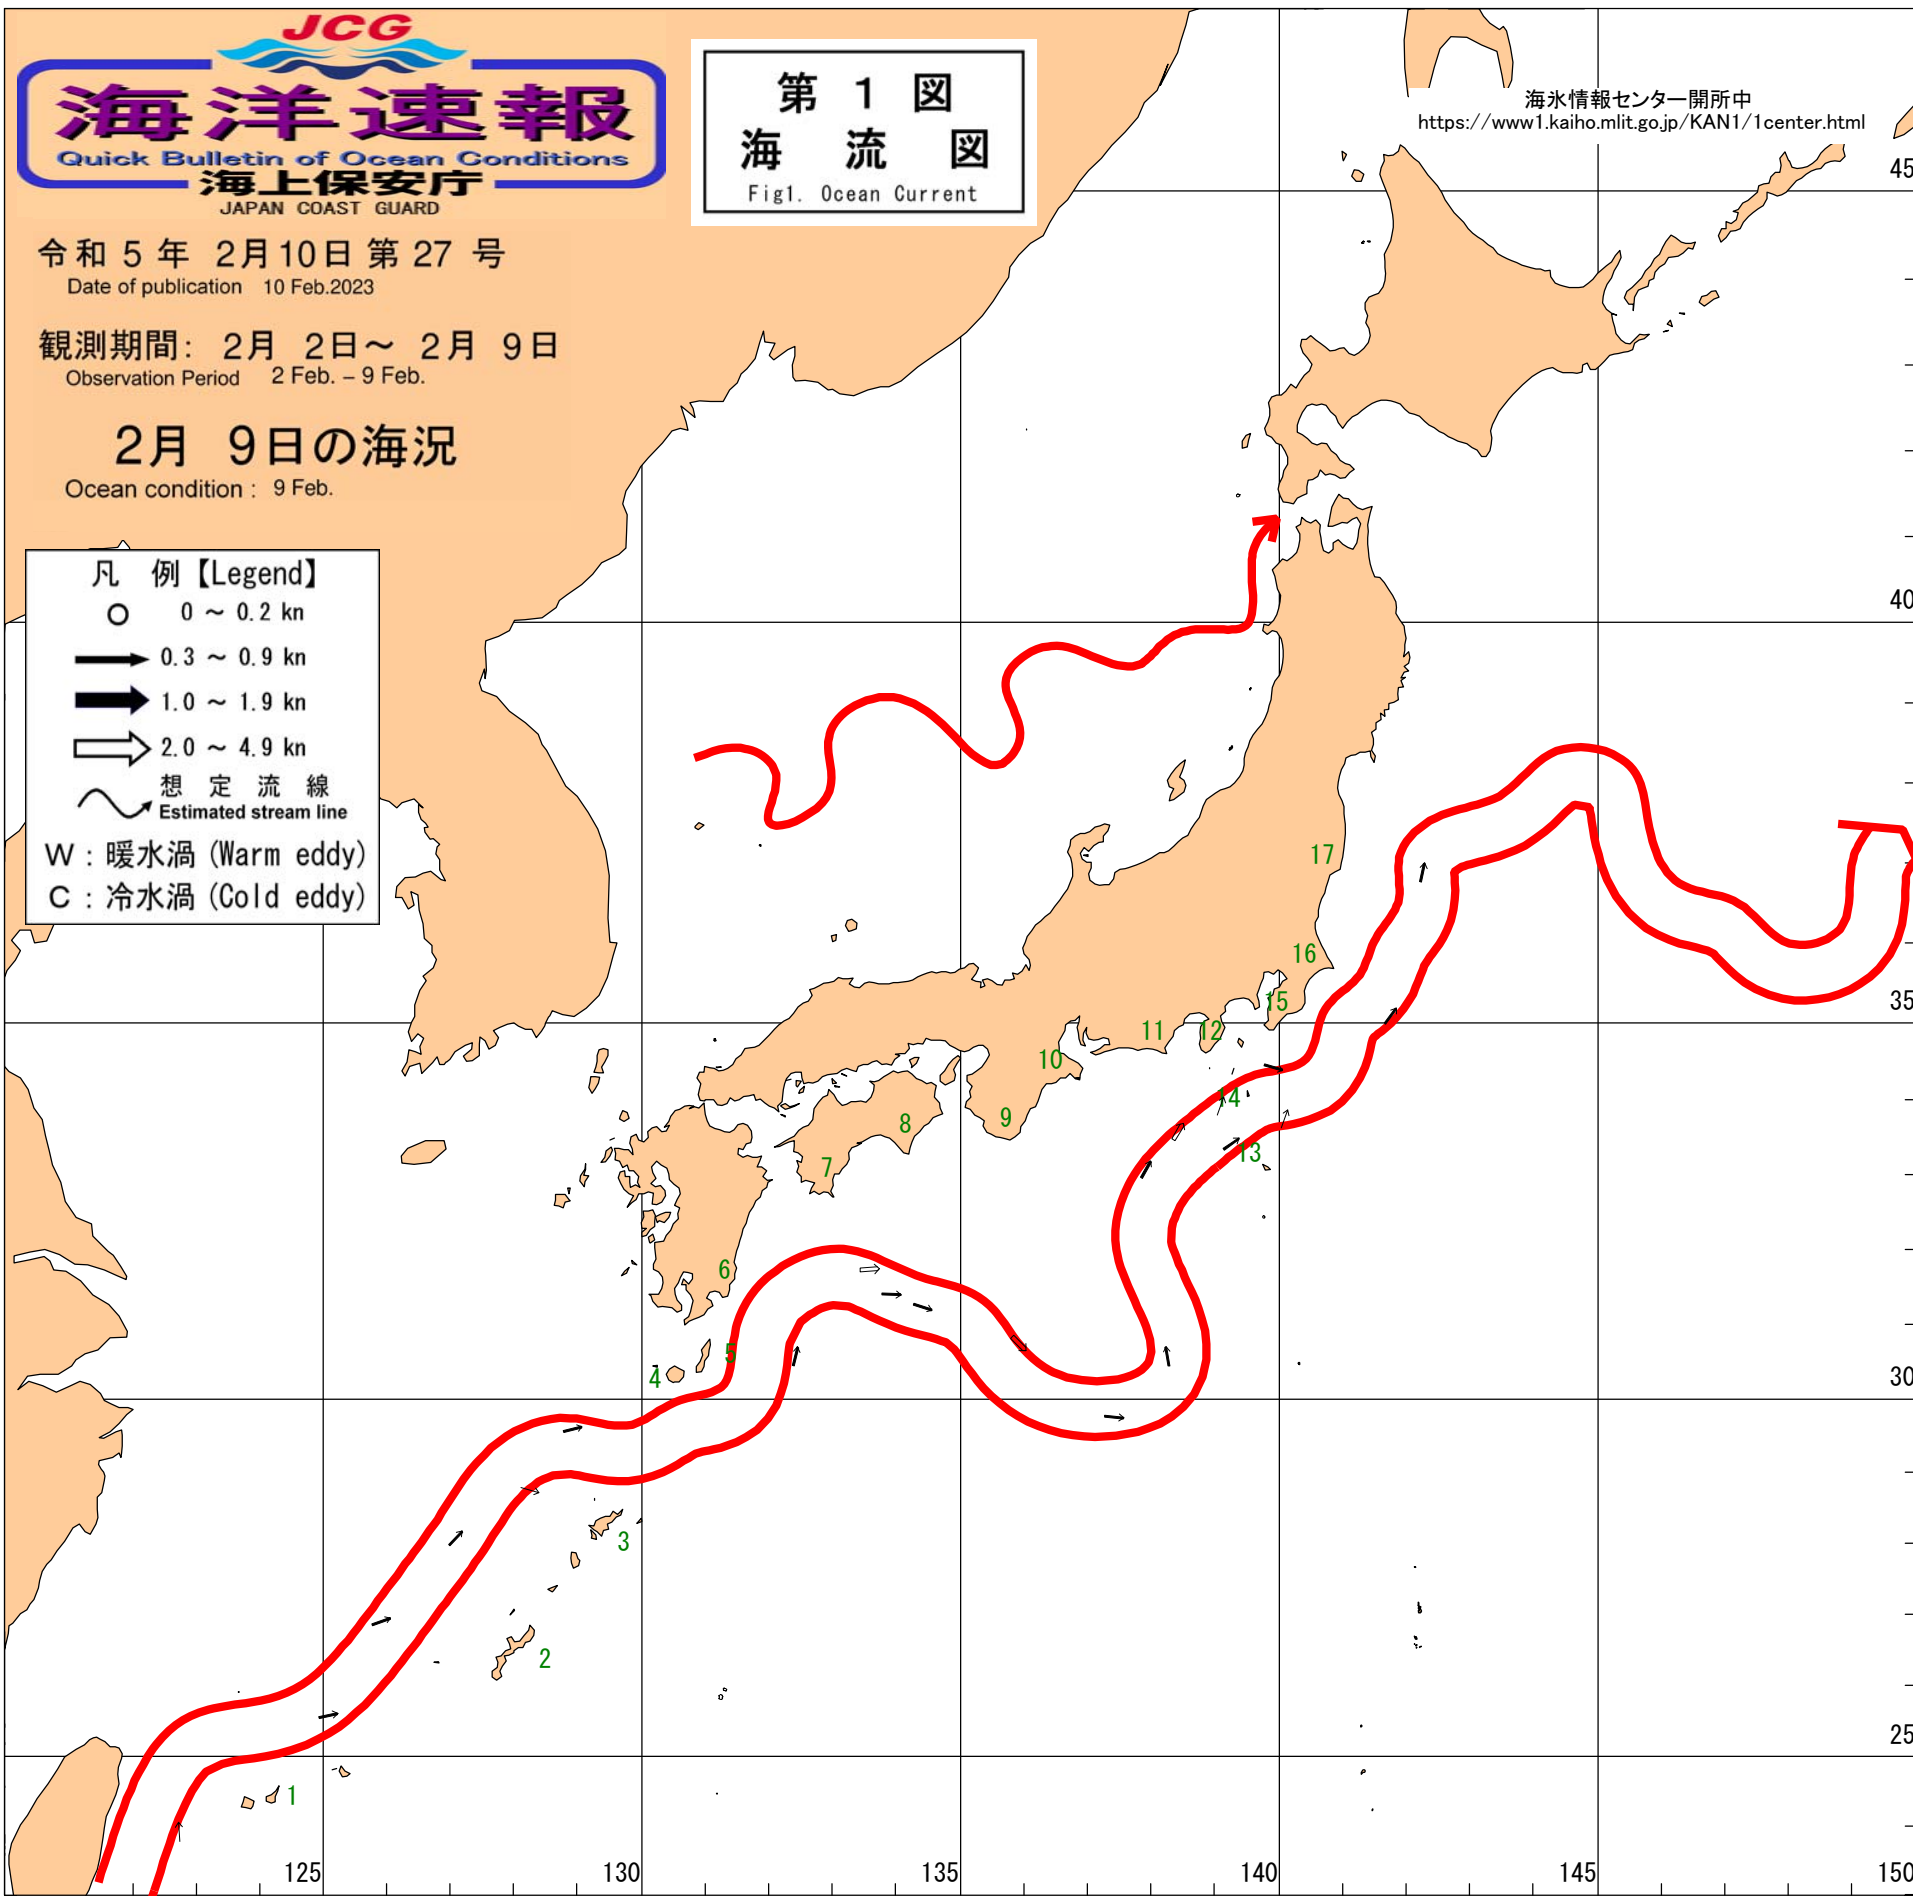 JCG
海洋速報
Quick Bulletin of Ocean Conditions
海上保安庁
JAPAN COAST GUARD
第 1 図
海 流 図
Fig1. Ocean Current
海氷情報センター開所中
https://www1.kaiho.mlit.go.jp/KAN1/1center.html
令和 5 年 2月10日 第 27 号
Date of publication 10 Feb.2023
観測期間: 2月 2日～ 2月 9日
Observation Period 2 Feb. – 9 Feb.
2月 9日の海況
Ocean condition : 9 Feb.
凡 例【Legend】
0 ～ 0.2 kn
0.3 ～ 0.9 kn
1.0 ～ 1.9 kn
2.0 ～ 4.9 kn
想 定 流 線
Estimated stream line
W : 暖水渦 (Warm eddy)
C : 冷水渦 (Cold eddy)
45
40
35
30
25
17
16
15
12
11
10
14
9
8
13
7
6
5
4
3
2
1
125
130
135
140
145
150